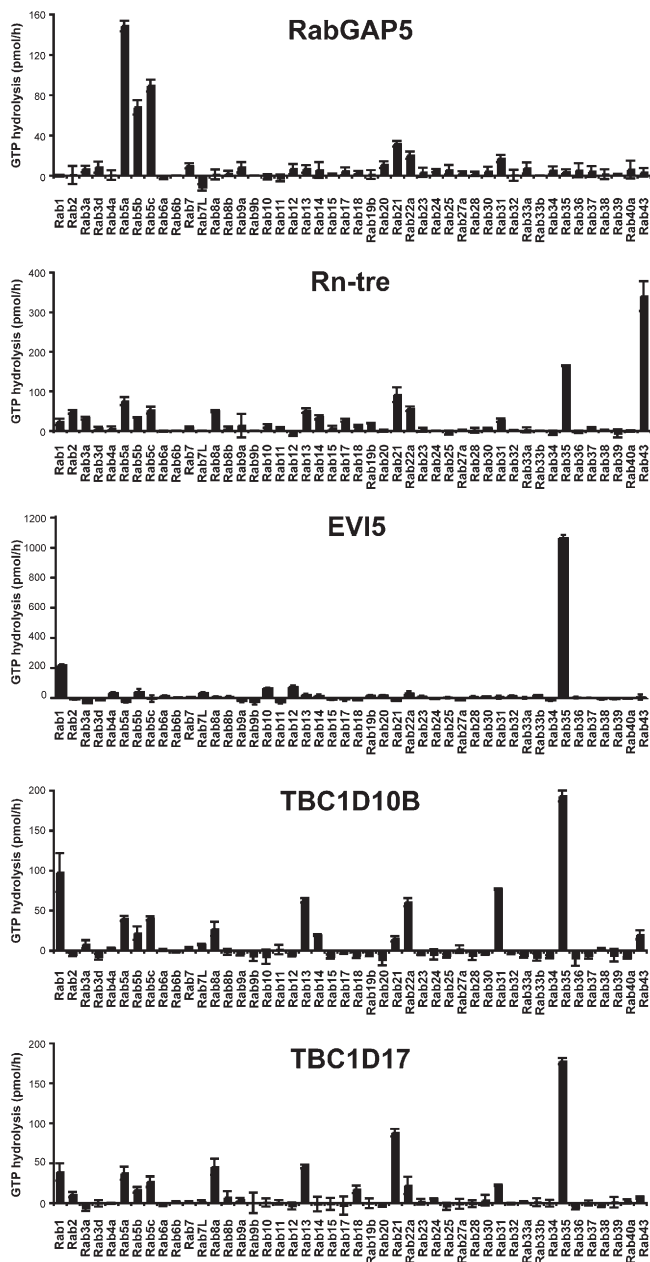 RabGAP5
GTP hydrolysis (pmol/h)
160
120
80
40
0
Rab1 Rab2 Rab3a Rab3d Rab4a Rab5a Rab5b Rab5c Rab6a Rab6b Rab7 Rab7L Rab8a Rab8b Rab9a Rab9b Rab10 Rab11 Rab12 Rab13 Rab14 Rab15 Rab17 Rab18 Rab19b Rab20 Rab21 Rab22a Rab23 Rab24 Rab25 Rab27a Rab28 Rab30 Rab31 Rab32 Rab33a Rab33b Rab34 Rab35 Rab36 Rab37 Rab38 Rab39 Rab40a Rab43
Rn-tre
GTP hydrolysis (pmol/h)
400
300
200
100
0
Rab1 Rab2 Rab3a Rab3d Rab4a Rab5a Rab5b Rab5c Rab6a Rab6b Rab7 Rab7L Rab8a Rab8b Rab9a Rab9b Rab10 Rab11 Rab12 Rab13 Rab14 Rab15 Rab17 Rab18 Rab19b Rab20 Rab21 Rab22a Rab23 Rab24 Rab25 Rab27a Rab28 Rab30 Rab31 Rab32 Rab33a Rab33b Rab34 Rab35 Rab36 Rab37 Rab38 Rab39 Rab40a Rab43
EVI5
GTP hydrolysis (pmol/h)
1200
1000
800
600
400
200
0
Rab1 Rab2 Rab3a Rab3d Rab4a Rab5a Rab5b Rab5c Rab6a Rab6b Rab7 Rab7L Rab8a Rab8b Rab9a Rab9b Rab10 Rab11 Rab12 Rab13 Rab14 Rab15 Rab17 Rab18 Rab19b Rab20 Rab21 Rab22a Rab23 Rab24 Rab25 Rab27a Rab28 Rab30 Rab31 Rab32 Rab33a Rab33b Rab34 Rab35 Rab36 Rab37 Rab38 Rab39 Rab40a Rab43
TBC1D10B
GTP hydrolysis (pmol/h)
200
150
100
50
0
Rab1 Rab2 Rab3a Rab3d Rab4a Rab5a Rab5b Rab5c Rab6a Rab6b Rab7 Rab7L Rab8a Rab8b Rab9a Rab9b Rab10 Rab11 Rab12 Rab13 Rab14 Rab15 Rab17 Rab18 Rab19b Rab20 Rab21 Rab22a Rab23 Rab24 Rab25 Rab27a Rab28 Rab30 Rab31 Rab32 Rab33a Rab33b Rab34 Rab35 Rab36 Rab37 Rab38 Rab39 Rab40a Rab43
TBC1D17
GTP hydrolysis (pmol/h)
200
150
100
50
0
Rab1 Rab2 Rab3a Rab3d Rab4a Rab5a Rab5b Rab5c Rab6a Rab6b Rab7 Rab7L Rab8a Rab8b Rab9a Rab9b Rab10 Rab11 Rab12 Rab13 Rab14 Rab15 Rab17 Rab18 Rab19b Rab20 Rab21 Rab22a Rab23 Rab24 Rab25 Rab27a Rab28 Rab30 Rab31 Rab32 Rab33a Rab33b Rab34 Rab35 Rab36 Rab37 Rab38 Rab39 Rab40a Rab43